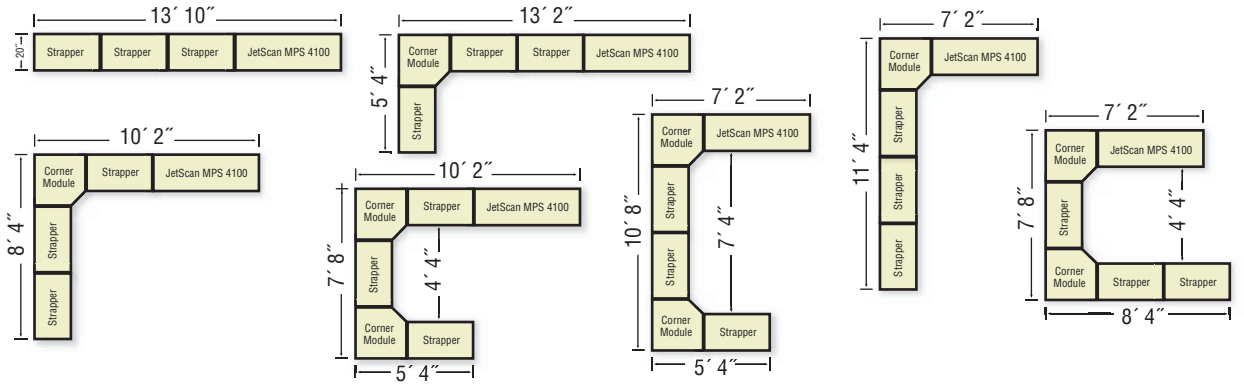 13′ 10″
20″
Strapper
Strapper
Strapper
JetScan MPS 4100
13′ 2″
5′ 4″
Corner
Module
Strapper
Strapper
JetScan MPS 4100
Strapper
7′ 2″
11′ 4″
Corner
Module
JetScan MPS 4100
Strapper
Strapper
Strapper
10′ 2″
8′ 4″
Corner
Module
Strapper
JetScan MPS 4100
Strapper
Strapper
10′ 2″
7′ 8″
Corner
Module
Strapper
JetScan MPS 4100
Strapper
4′ 4″
Corner
Module
Strapper
5′ 4″
7′ 2″
10′ 8″
Corner
Module
JetScan MPS 4100
Strapper
Strapper
7′ 4″
Corner
Module
Strapper
5′ 4″
7′ 2″
7′ 8″
Corner
Module
JetScan MPS 4100
Strapper
4′ 4″
Corner
Module
Strapper
Strapper
8′ 4″